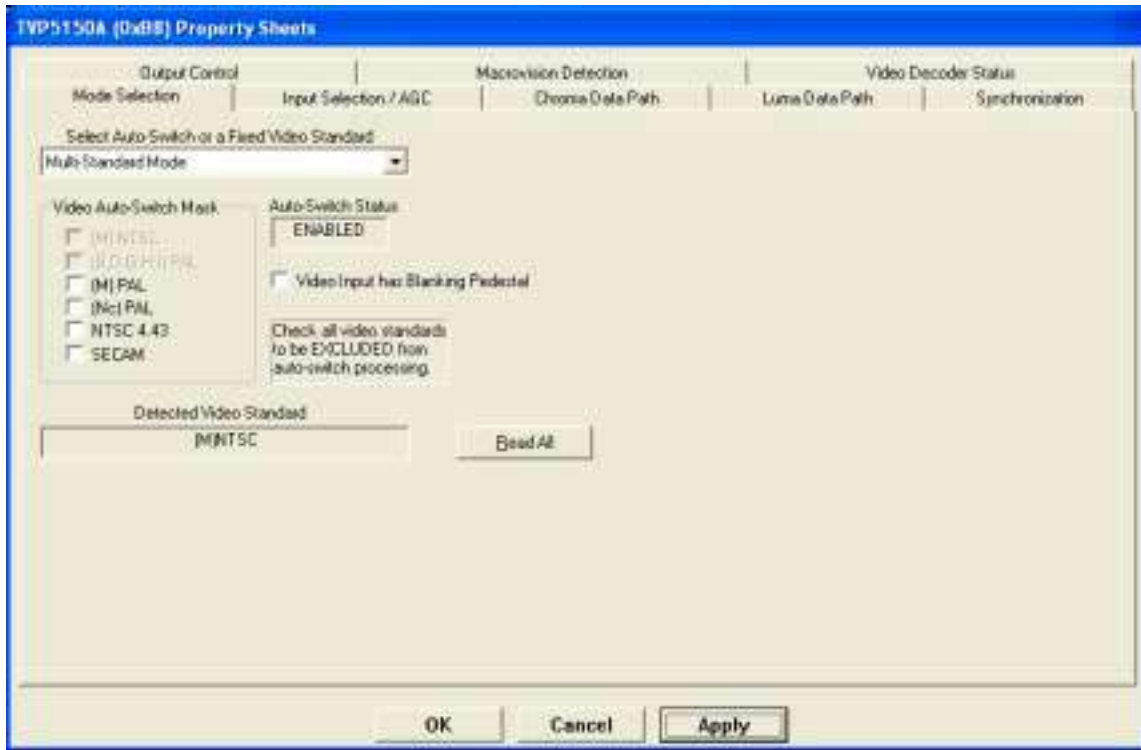 TVP5150A (0xB8) Property Sheets
Output Control
Macrovision Detection
Video Decoder Status
Mode Selection
Input Selection / AGC
Chroma Data Path
Luma Data Path
Synchronization
Select Auto-Switch or a Fixed Video Standard
Multi-Standard Mode
Video Auto-Switch Mask
(M)NTSC
(B,D,G,H,I) PAL
(M) PAL
(Nc) PAL
NTSC 4.43
SECAM
Auto-Switch Status
ENABLED
Video Input has Blanking Pedestal
Check all video standards
to be EXCLUDED from
auto-switch processing.
Detected Video Standard
(M)NTSC
Read All
OK
Cancel
Apply